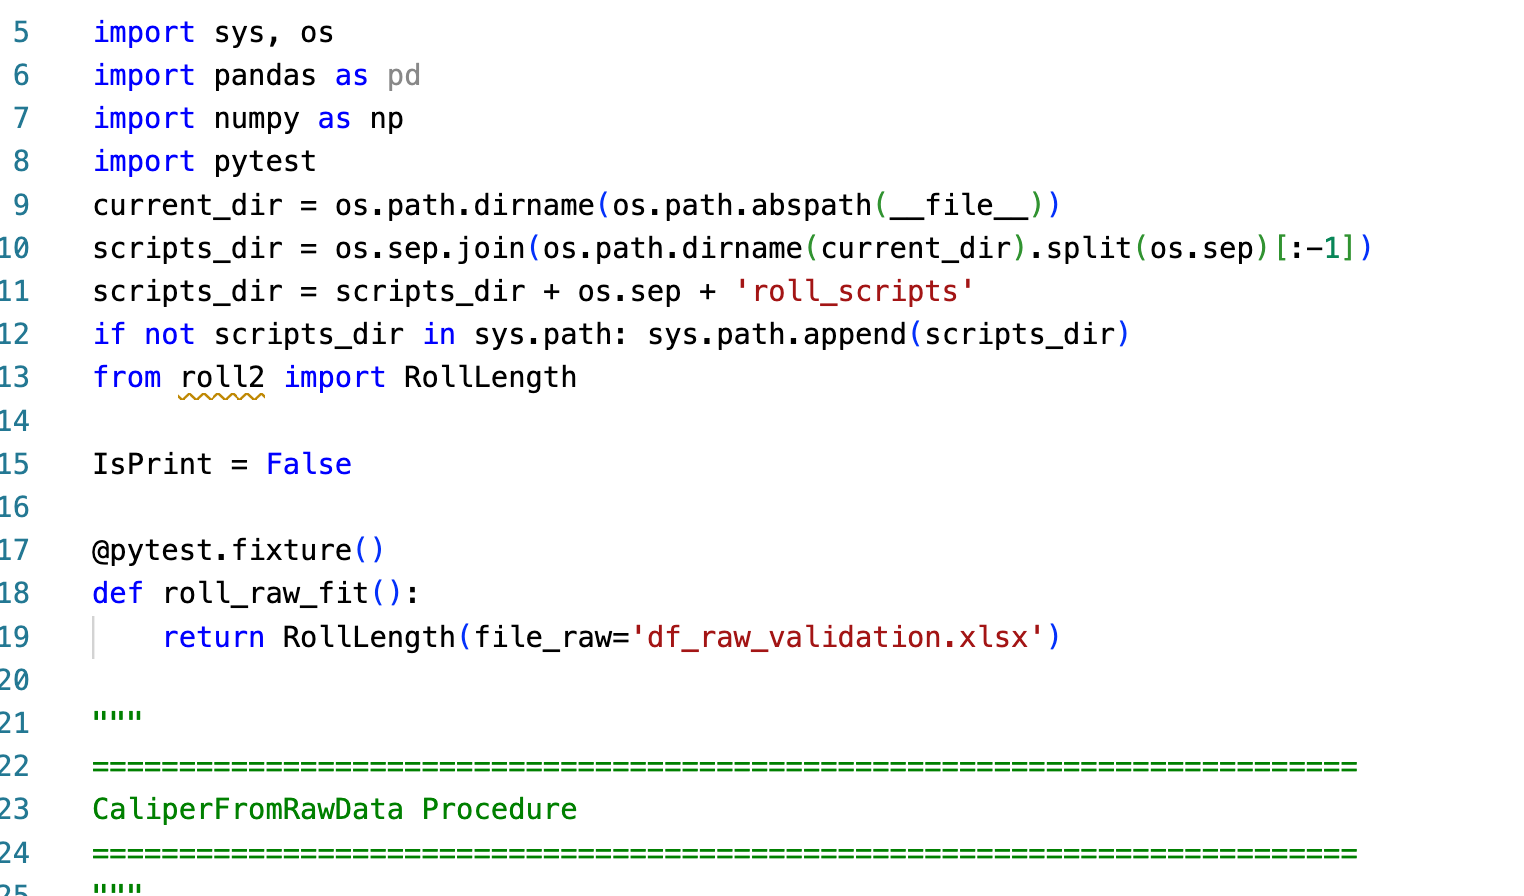 5 import sys, os
6 import pandas as pd
7 import numpy as np
8 import pytest
9 current_dir = os.path.dirname(os.path.abspath(__file__))
10 scripts_dir = os.sep.join(os.path.dirname(current_dir).split(os.sep)[:-1])
11 scripts_dir = scripts_dir + os.sep + 'roll_scripts'
12 if not scripts_dir in sys.path: sys.path.append(scripts_dir)
13 from roll2 import RollLength
14
15 IsPrint = False
16
17 @pytest.fixture()
18 def roll_raw_fit():
19     return RollLength(file_raw='df_raw_validation.xlsx')
20
21 """
22 =========================================================================
23 CaliperFromRawData Procedure
24 =========================================================================
25 """